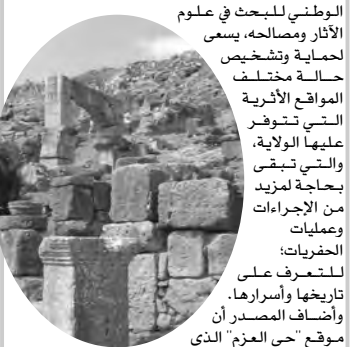 الوطني للبحث في علوم
الآثار ومصالحه، يسعى
لحماية وتشخيص
حالة مختلف
المواقع الأثرية
التي تتوفر
عليها الولاية،
والتي تبقى
بحاجة لمزيد
من الإجراءات
وعمليات
الحفريات؛
للتعرف على
تاريخها وأسرارها.
وأضاف المصدر أن
موقع "حي العزم" الذي